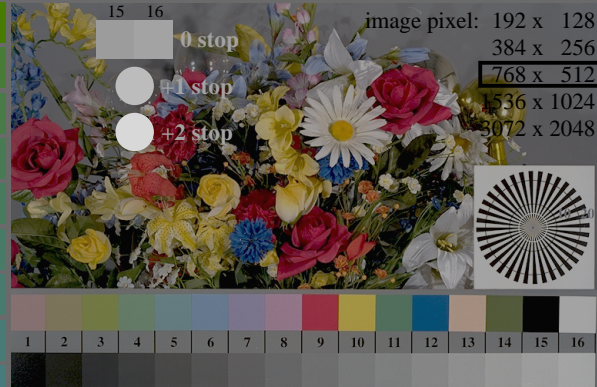 15 16
image pixel: 192 x 128
0 stop
384 x 256
768 x 512
+1 stop
1536 x 1024
+2 stop
3072 x 2048
1 2 3 4 5 6 7 8 9 10 11 12 13 14 15 16